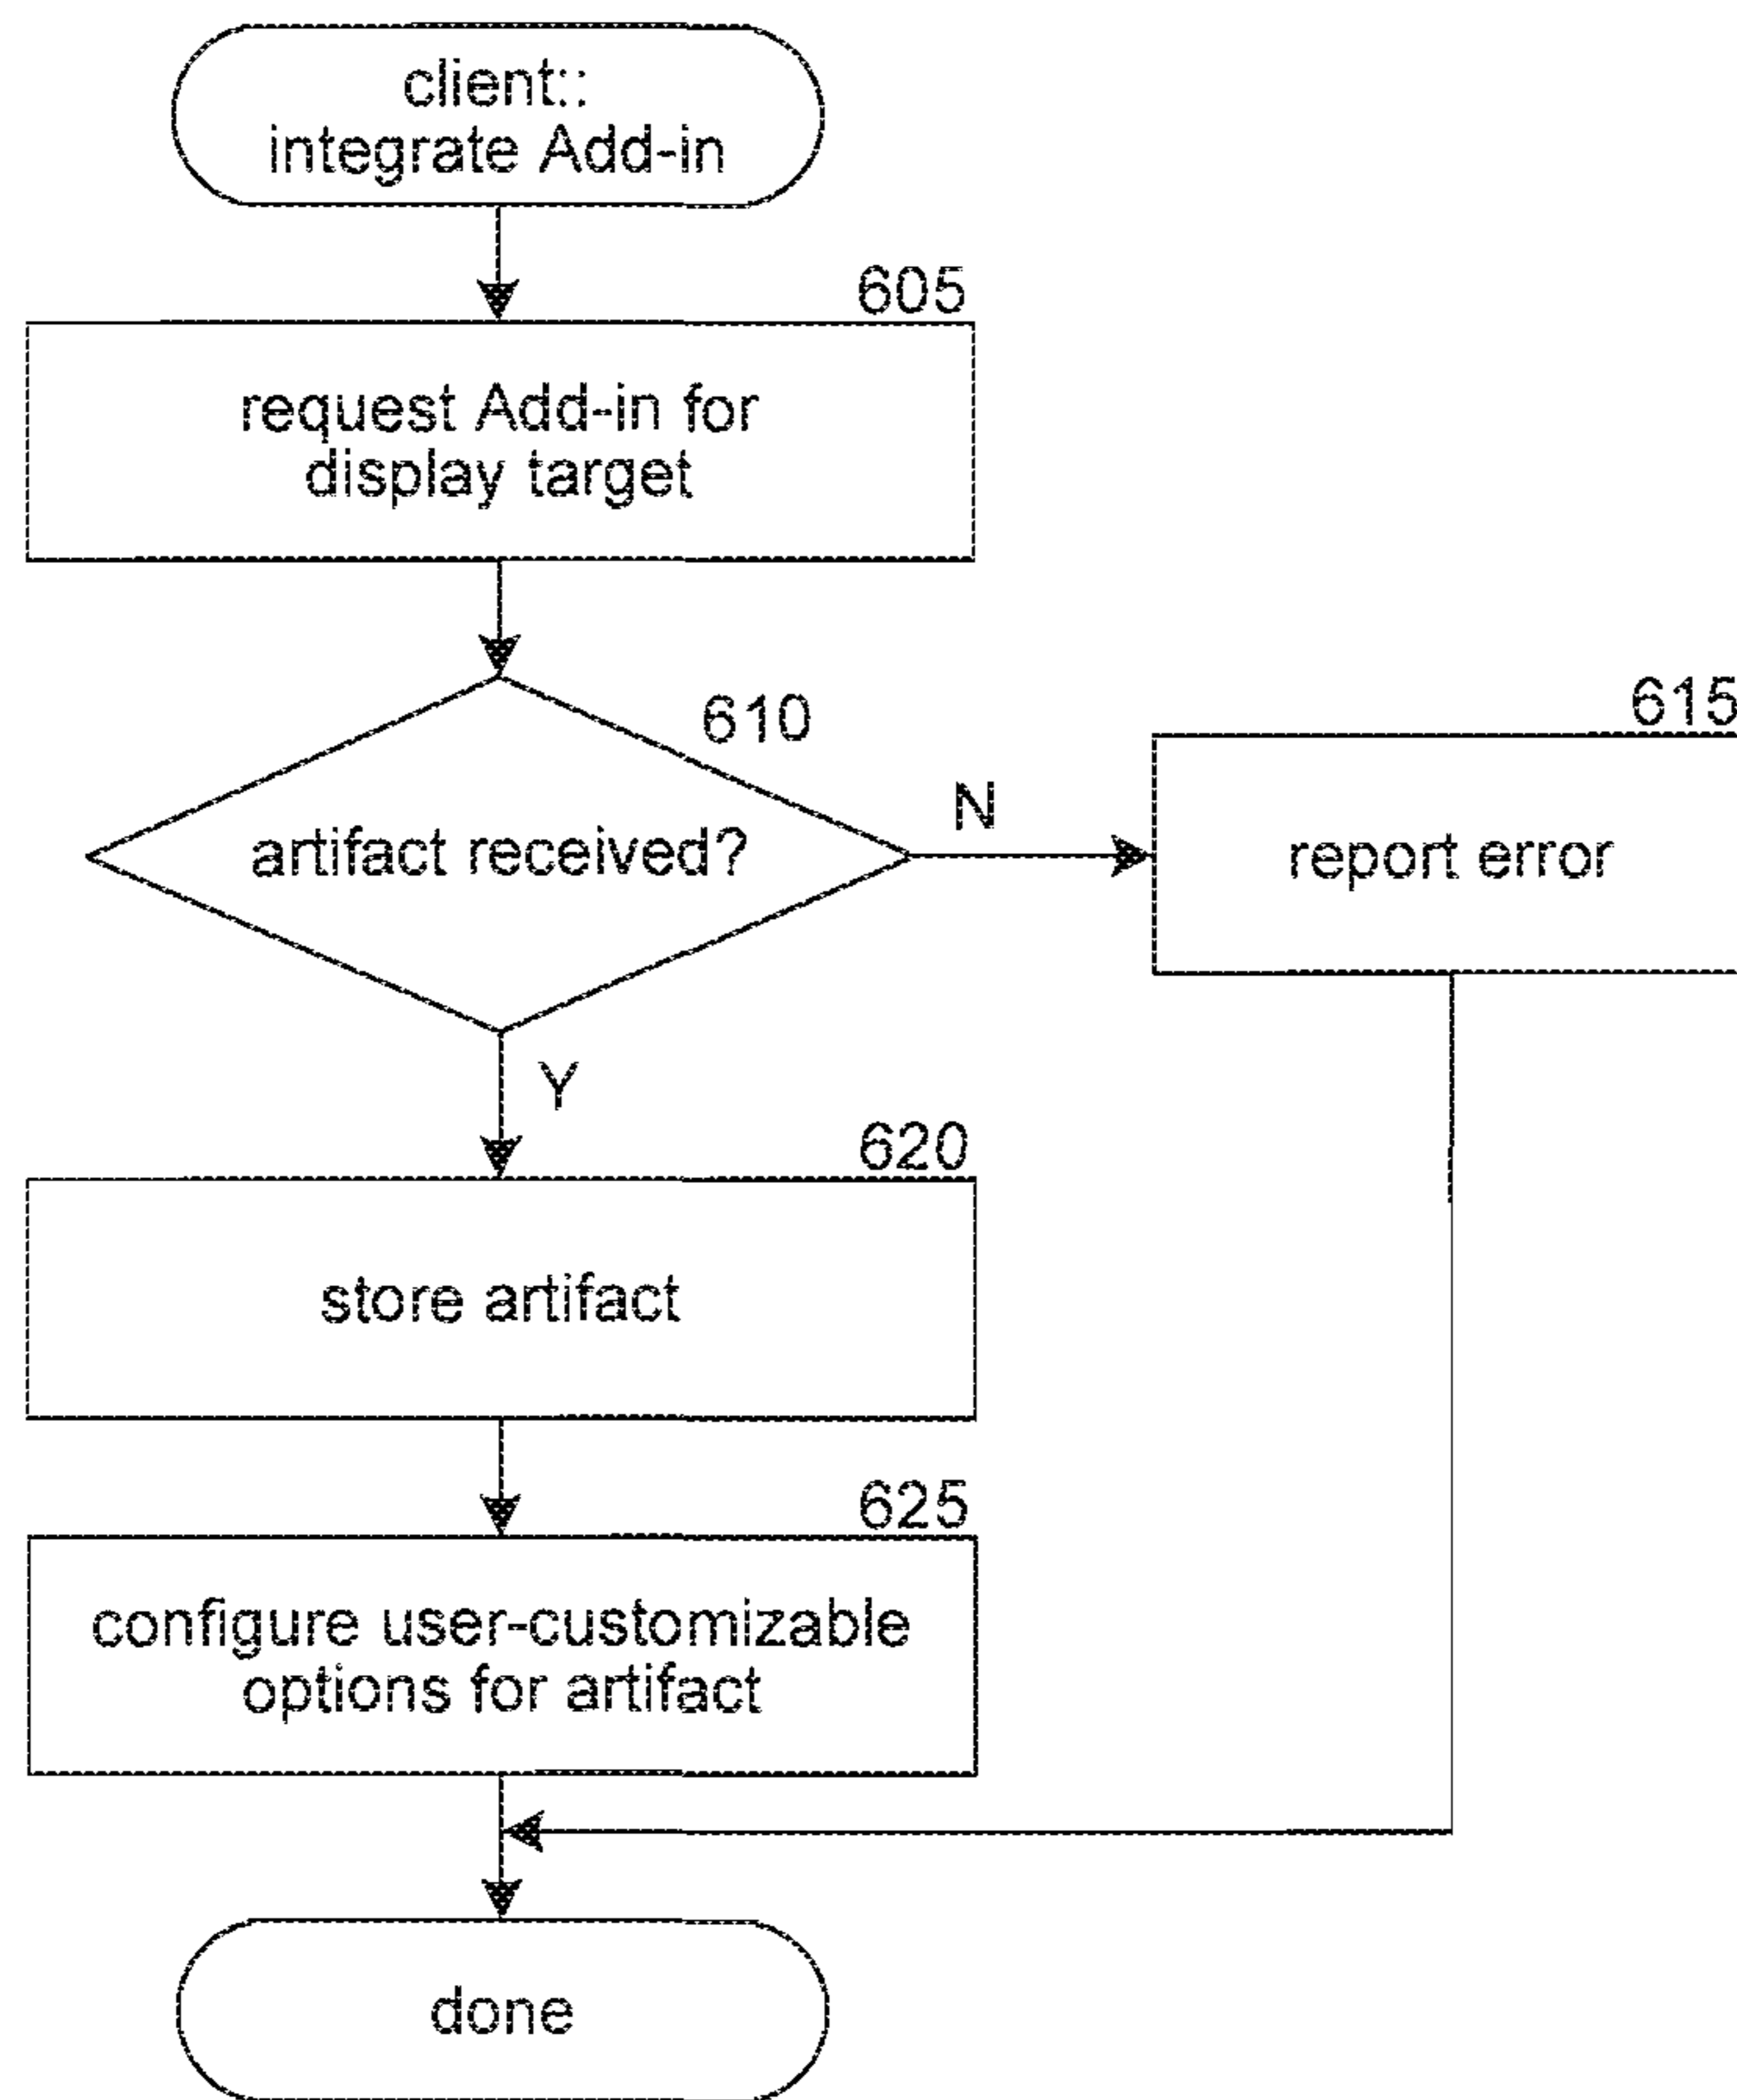 client::
integrate Add-in
605
request Add-in for
display target
610
artifact received?
N
615
report error
Y
620
store artifact
625
configure user-customizable
options for artifact
done